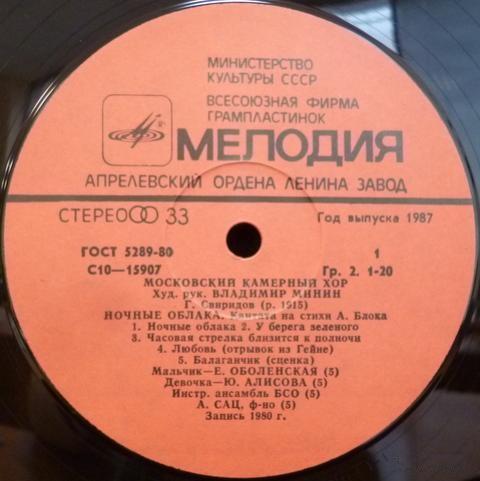 МИНИСТЕРСТВО
КУЛЬТУРЫ СССР
ВСЕСОЮЗНАЯ ФИРМА
ГРАМПЛАСТИНОК
МЕЛОДИЯ
АПРЕЛЕВСКИЙ ОРДЕНА ЛЕНИНА ЗАВОД
СТЕРЕО 33 Год выпуска 1987
ГОСТ 5289-80 1
С10—15907 Гр. 2. 1-20
МОСКОВСКИЙ КАМЕРНЫЙ ХОР
Худ. рук. ВЛАДИМИР МИНИН
Г. Свиридов (р. 1915)
НОЧНЫЕ ОБЛАКА. Кантата на стихи А. Блока
1. Ночные облака 2. У берега зеленого
3. Часовая стрелка близится к полночи
4. Любовь (отрывок из Гейне)
5. Балаганчик (сценка)
Мальчик—Е. ОБОЛЕНСКАЯ (5)
Девочка—Ю. АЛИСОВА (5)
Инстр. ансамбль БСО (5)
А. САЦ, ф-но (5)
Запись 1980 г.